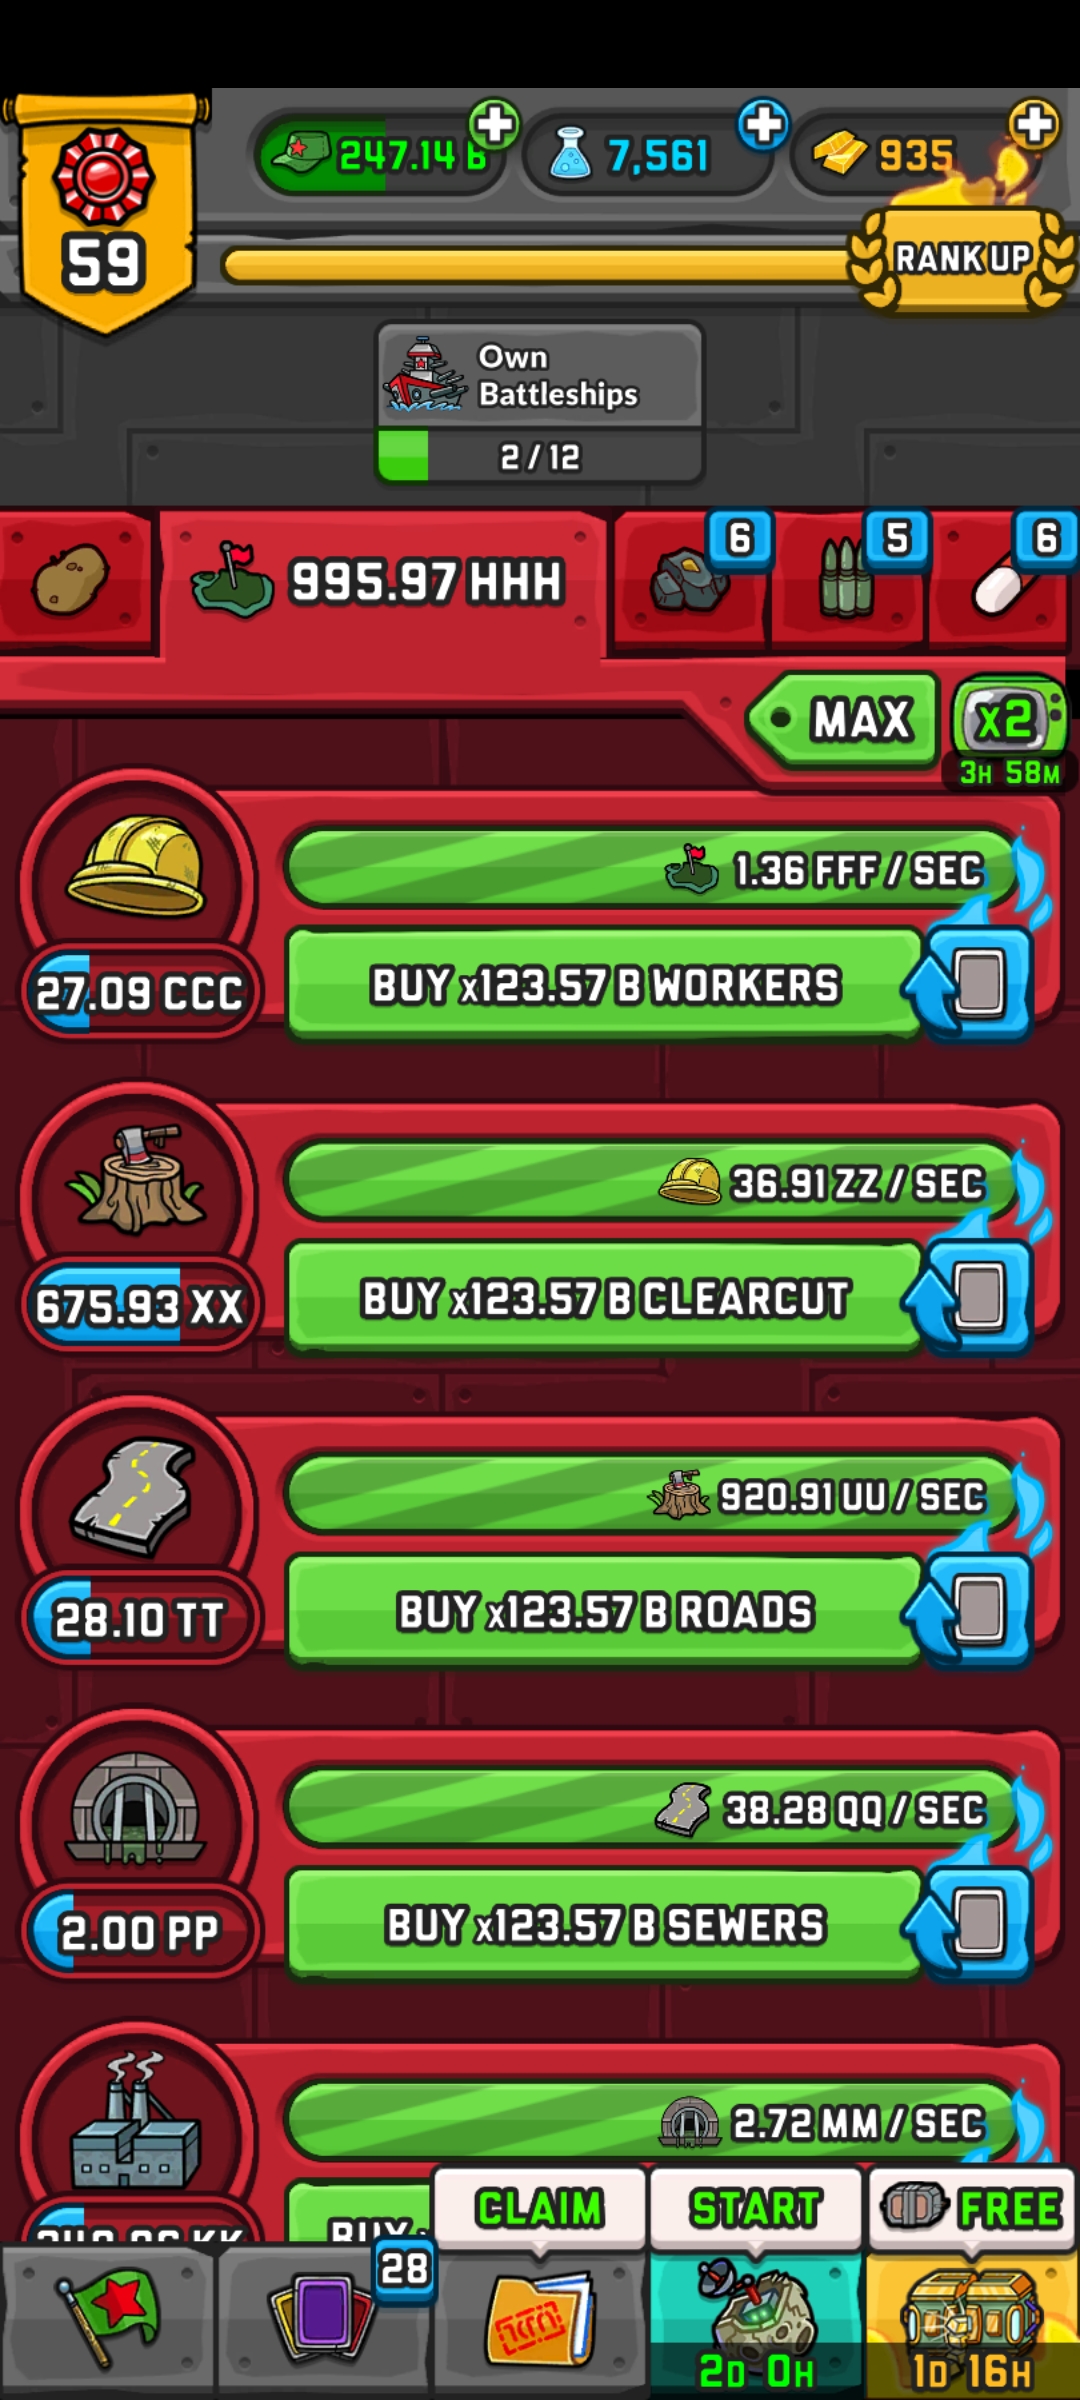 247.14 B
7,561
935
59
RANK UP
Own
Battleships
2 / 12
995.97 HHH
6
5
6
MAX
x2
3H 58M
1.36 FFF / SEC
27.09 CCC
BUY x123.57 B WORKERS
36.91 ZZ / SEC
675.93 XX
BUY x123.57 B CLEARCUT
920.91 UU / SEC
28.10 TT
BUY x123.57 B ROADS
38.28 QQ / SEC
2.00 PP
BUY x123.57 B SEWERS
2.72 MM / SEC
BUY
CLAIM
START
FREE
28
2D 0H
1D 16H